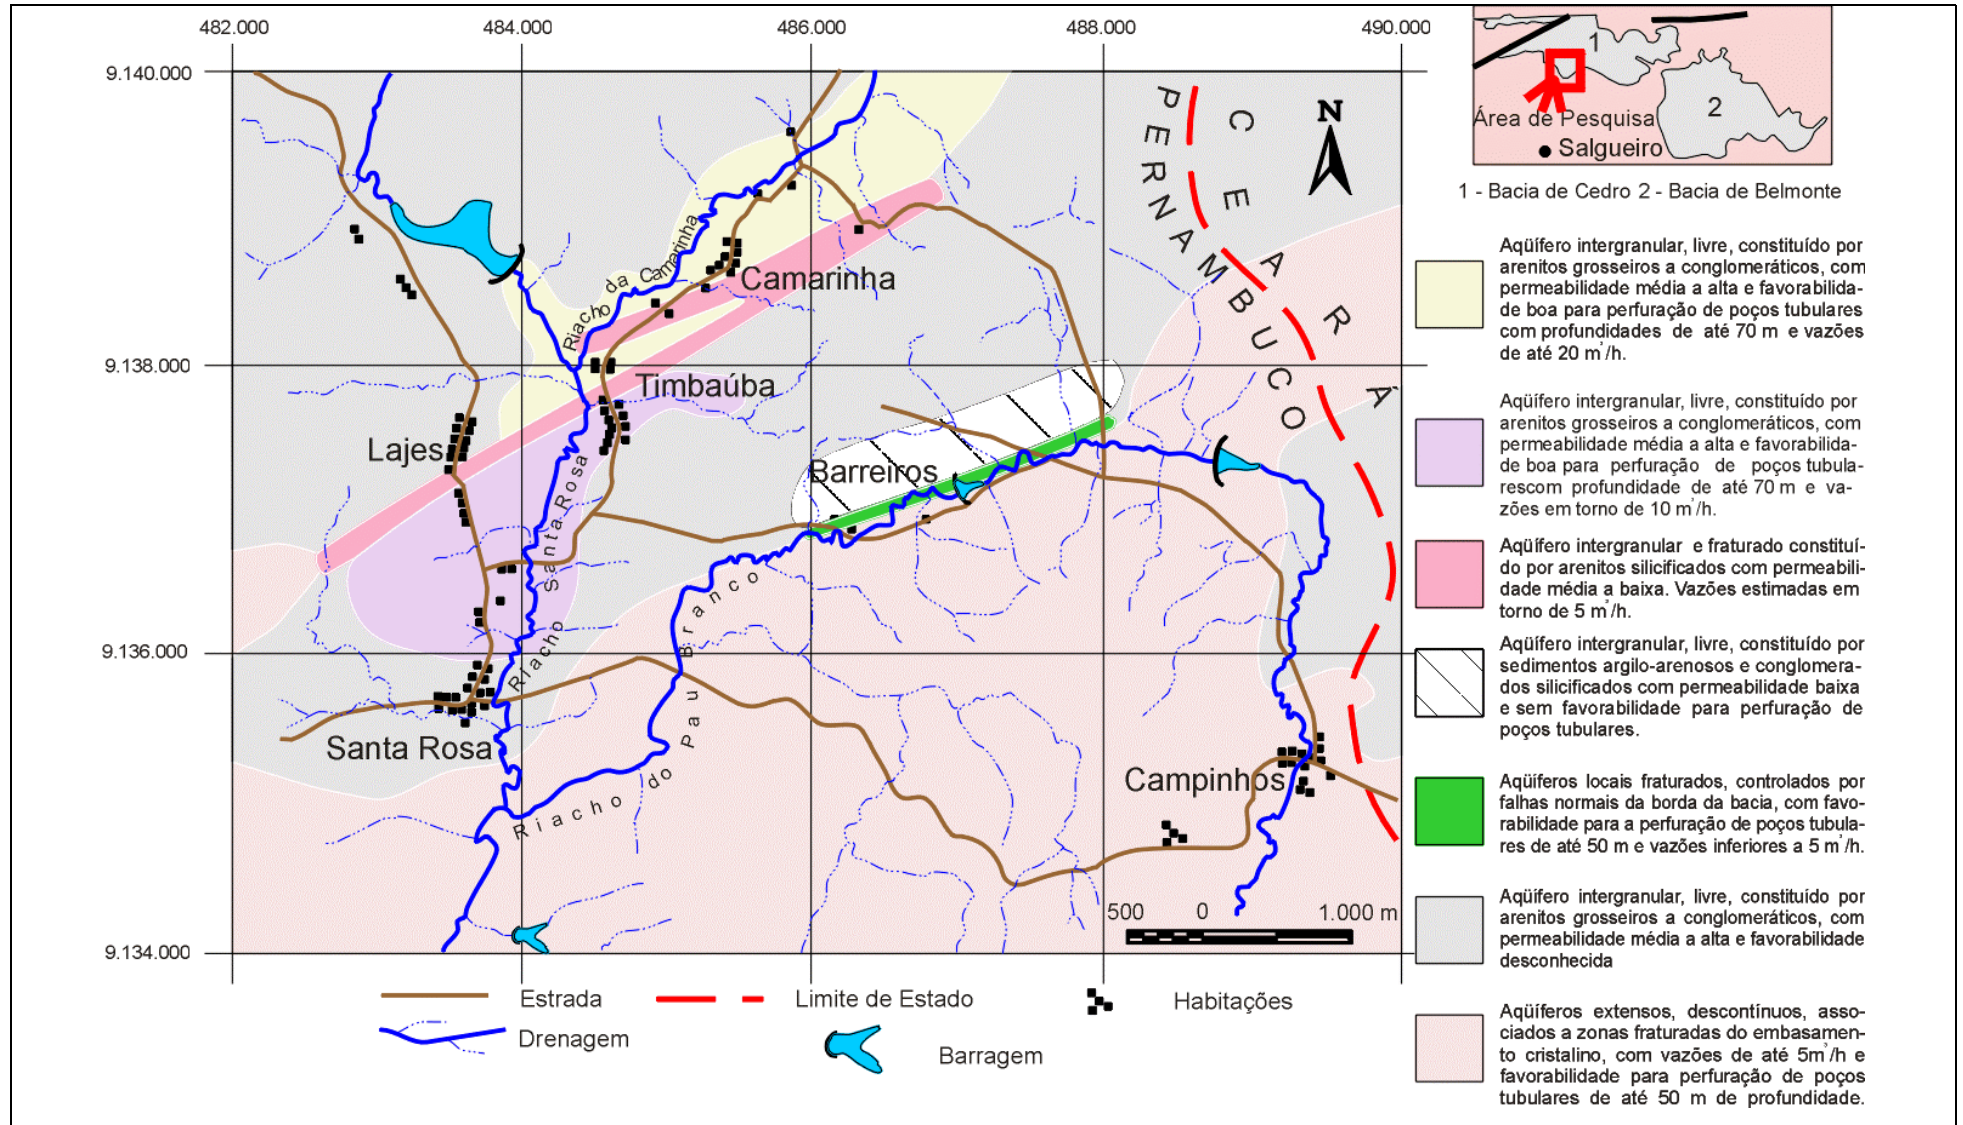 482.000
484.000
486.000
488.000
490.000
9.140.000
9.138.000
9.136.000
9.134.000
PERNAMBUCO
CEARÁ
N
Riacho da Camarinha
Camarinha
Timbaúba
Lajes
Barreiros
Riacho Santa Rosa
Riacho do Pau Branco
Santa Rosa
Campinhos
500 0 1.000 m
Estrada
Limite de Estado
Habitações
Drenagem
Barragem
1
2
Área de Pesquisa
Salgueiro
1 - Bacia de Cedro 2 - Bacia de Belmonte
Aqüífero intergranular, livre, constituído por
arenitos grosseiros a conglomeráticos, com
permeabilidade média a alta e favorabilida-
de boa para perfuração de poços tubulares
com profundidades de até 70 m e vazões
de até 20 m³/h.
Aqüífero intergranular, livre, constituído por
arenitos grosseiros a conglomeráticos, com
permeabilidade média a alta e favorabilida-
de boa para perfuração de poços tubula-
rescom profundidade de até 70 m e va-
zões em torno de 10 m³/h.
Aqüífero intergranular e fraturado constituí-
do por arenitos silicificados com permeabili-
dade média a baixa. Vazões estimadas em
torno de 5 m³/h.
Aqüífero intergranular, livre, constituído por
sedimentos argilo-arenosos e conglomera-
dos silicificados com permeabilidade baixa
e sem favorabilidade para perfuração de
poços tubulares.
Aqüíferos locais fraturados, controlados por
falhas normais da borda da bacia, com favo-
rabilidade para a perfuração de poços tubula-
res de até 50 m e vazões inferiores a 5 m³/h.
Aqüífero intergranular, livre, constituído por
arenitos grosseiros a conglomeráticos, com
permeabilidade média a alta e favorabilidade
desconhecida
Aqüíferos extensos, descontínuos, asso-
ciados a zonas fraturadas do embasamen-
to cristalino, com vazões de até 5m³/h e
favorabilidade para perfuração de poços
tubulares de até 50 m de profundidade.